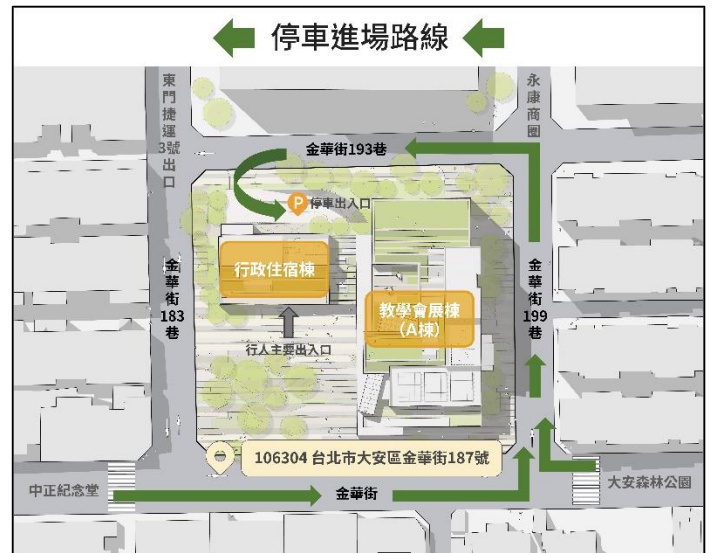 停車進場路線
東門捷運3號出口
永康商圈
金華街193巷
P 停車出入口
行政住宿棟
金華街183巷
教學會展棟
(A棟)
金華街199巷
行人主要出入口
106304 台北市大安區金華街187號
中正紀念堂
金華街
大安森林公園